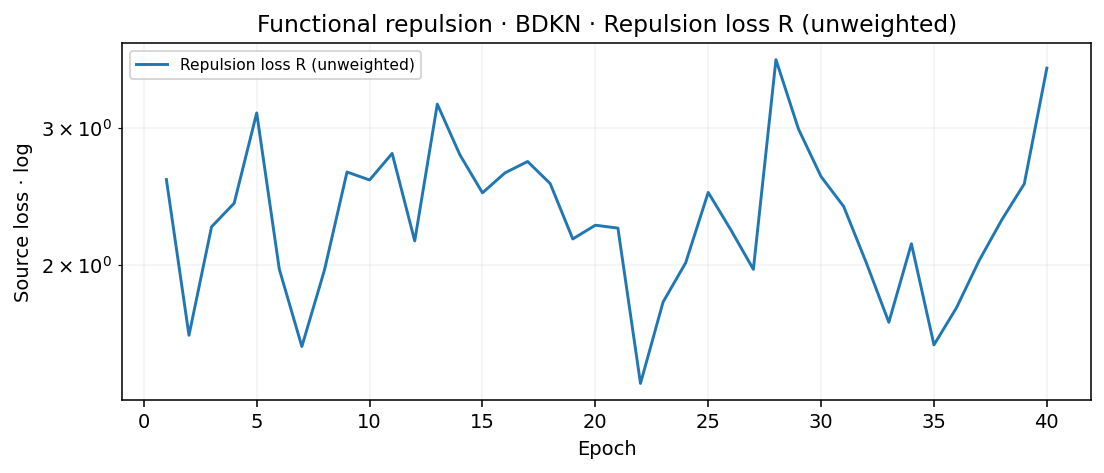 Functional repulsion · BDKN · Repulsion loss R (unweighted)
Repulsion loss R (unweighted)
Source loss · log
3 × 10⁰
2 × 10⁰
0 5 10 15 20 25 30 35 40
Epoch